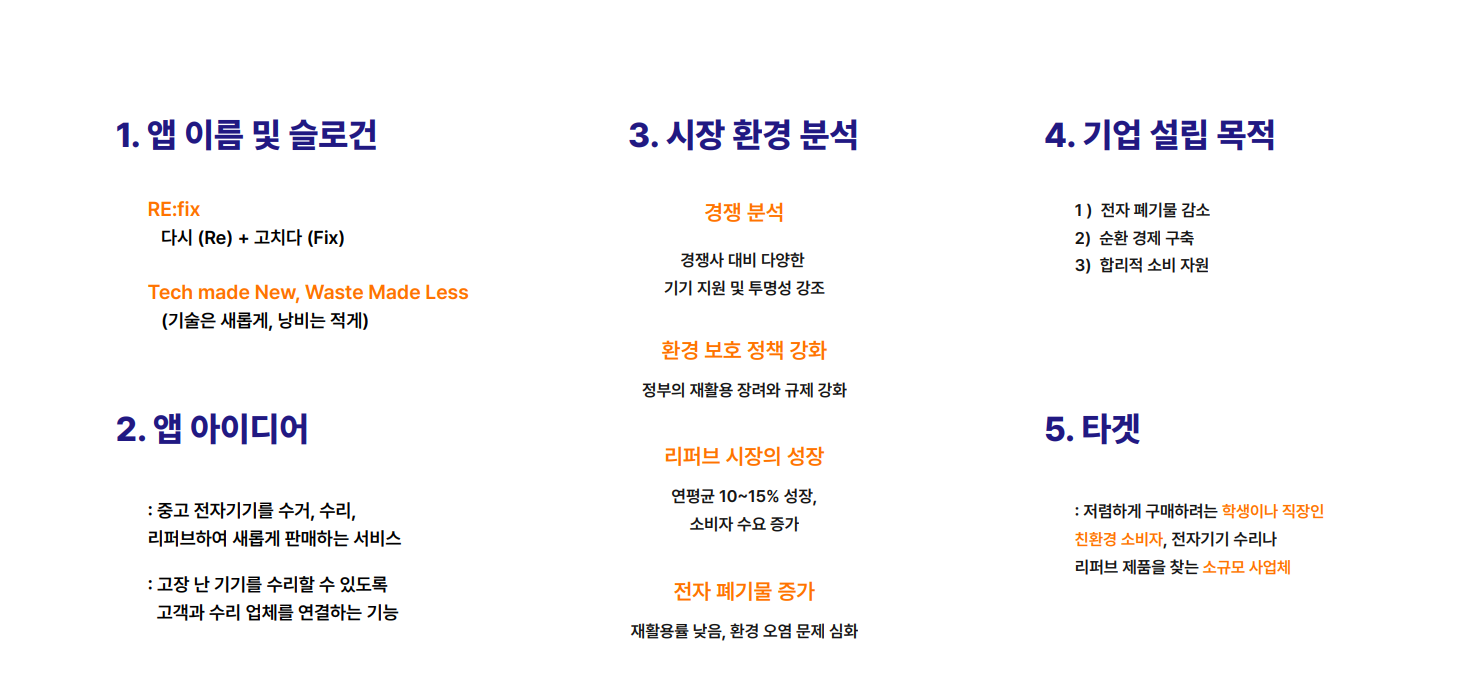 1. 앱 이름 및 슬로건
RE:fix
다시 (Re) + 고치다 (Fix)
Tech made New, Waste Made Less
(기술은 새롭게, 낭비는 적게)
2. 앱 아이디어
: 중고 전자기기를 수거, 수리,
리퍼브하여 새롭게 판매하는 서비스
: 고장 난 기기를 수리할 수 있도록
고객과 수리 업체를 연결하는 기능
3. 시장 환경 분석
경쟁 분석
경쟁사 대비 다양한
기기 지원 및 투명성 강조
환경 보호 정책 강화
정부의 재활용 장려와 규제 강화
리퍼브 시장의 성장
연평균 10~15% 성장,
소비자 수요 증가
전자 폐기물 증가
재활용률 낮음, 환경 오염 문제 심화
4. 기업 설립 목적
1 ) 전자 폐기물 감소
2) 순환 경제 구축
3) 합리적 소비 자원
5. 타겟
: 저렴하게 구매하려는 학생이나 직장인
친환경 소비자, 전자기기 수리나
리퍼브 제품을 찾는 소규모 사업체